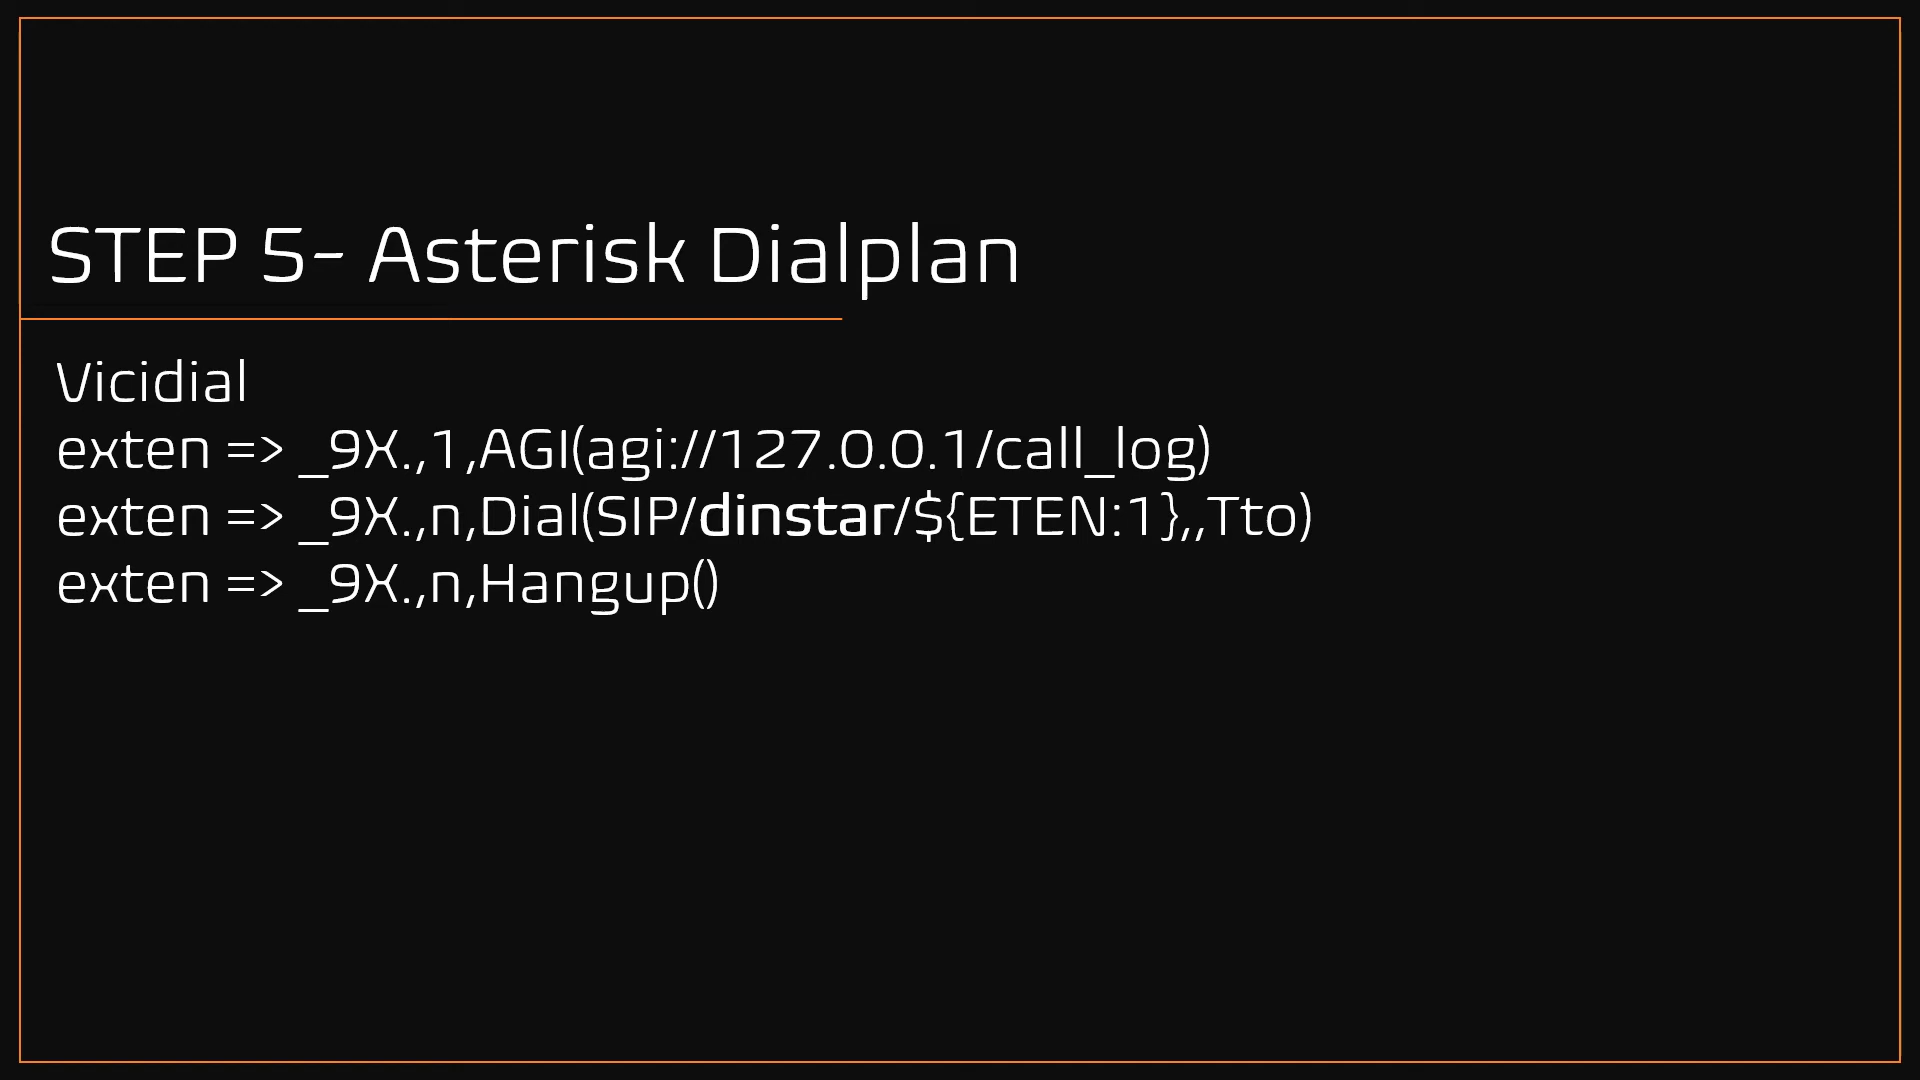 STEP 5- Asterisk Dialplan
Vicidial
exten => _9X.,1,AGI(agi://127.0.0.1/call_log)
exten => _9X.,n,Dial(SIP/dinstar/${ETEN:1},,Tto)
exten => _9X.,n,Hangup()